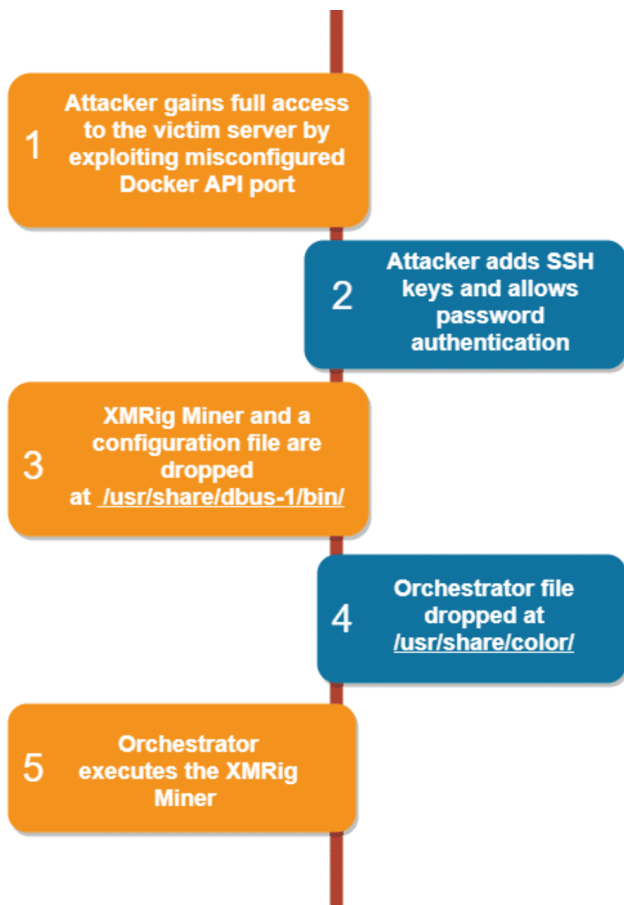 1
Attacker gains full access
to the victim server by
exploiting misconfigured
Docker API port
2
Attacker adds SSH
keys and allows
password
authentication
3
XMRig Miner and a
configuration file are
dropped
at /usr/share/dbus-1/bin/
4
Orchestrator file
dropped at
/usr/share/color/
5
Orchestrator
executes the XMRig
Miner